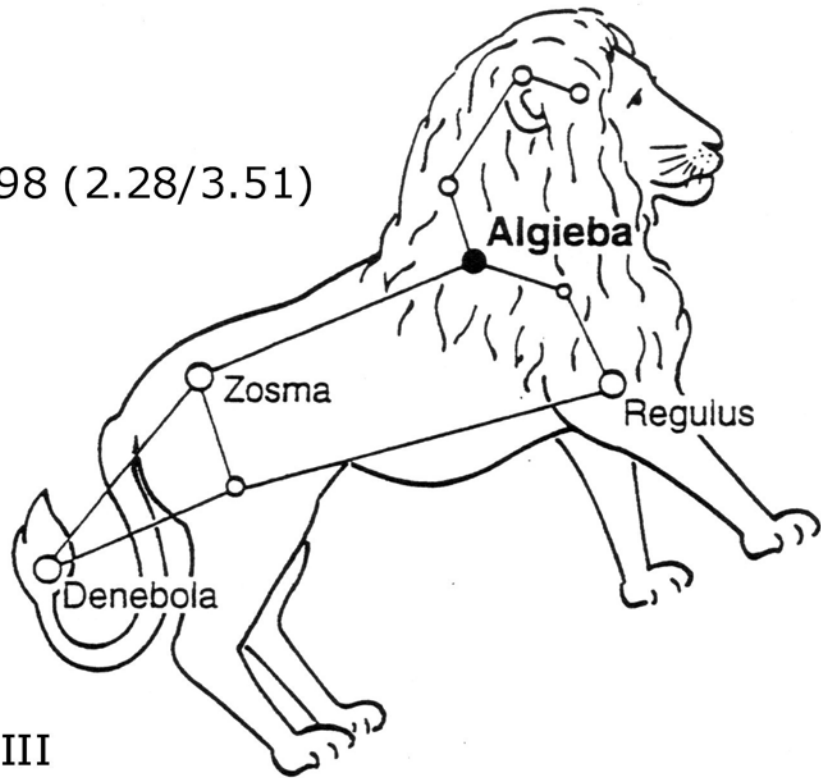 98 (2.28/3.51)
Algieba
Zosma
Regulus
Denebola
III